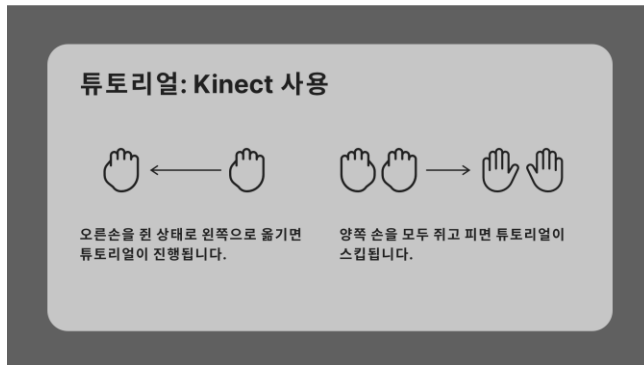 튜토리얼: Kinect 사용
오른손을 쥔 상태로 왼쪽으로 옮기면
튜토리얼이 진행됩니다.
양쪽 손을 모두 쥐고 피면 튜토리얼이
스킵됩니다.